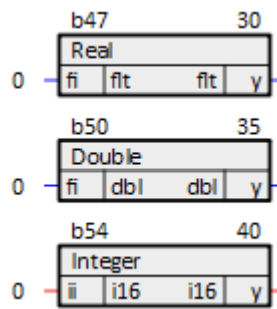 b47 30
Real
0 fi flt flt y
b50 35
Double
0 fi dbl dbl y
b54 40
Integer
0 ii i16 i16 y